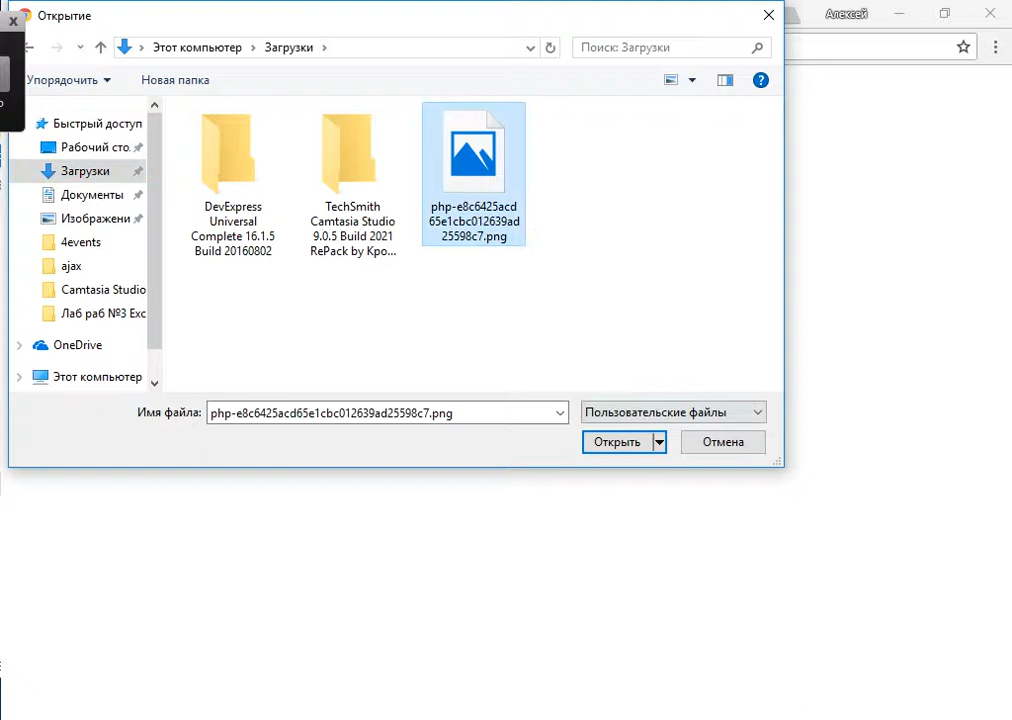 Открытие
Алексей
Этот компьютер
Загрузки
Поиск: Загрузки
Упорядочить
Новая папка
Быстрый доступ
Рабочий сто.
Загрузки
Документы
Изображени
4events
ajax
Camtasia Studio
Лаб раб №3 Exc
OneDrive
Этот компьютер
DevExpress
Universal
Complete 16.1.5
Build 20160802
TechSmith
Camtasia Studio
9.0.5 Build 2021
RePack by Kpo...
php-e8c6425acd
65e1cbc012639ad
25598c7.png
Имя файла:
php-e8c6425acd65e1cbc012639ad25598c7.png
Пользовательские файлы
Открыть
Отмена